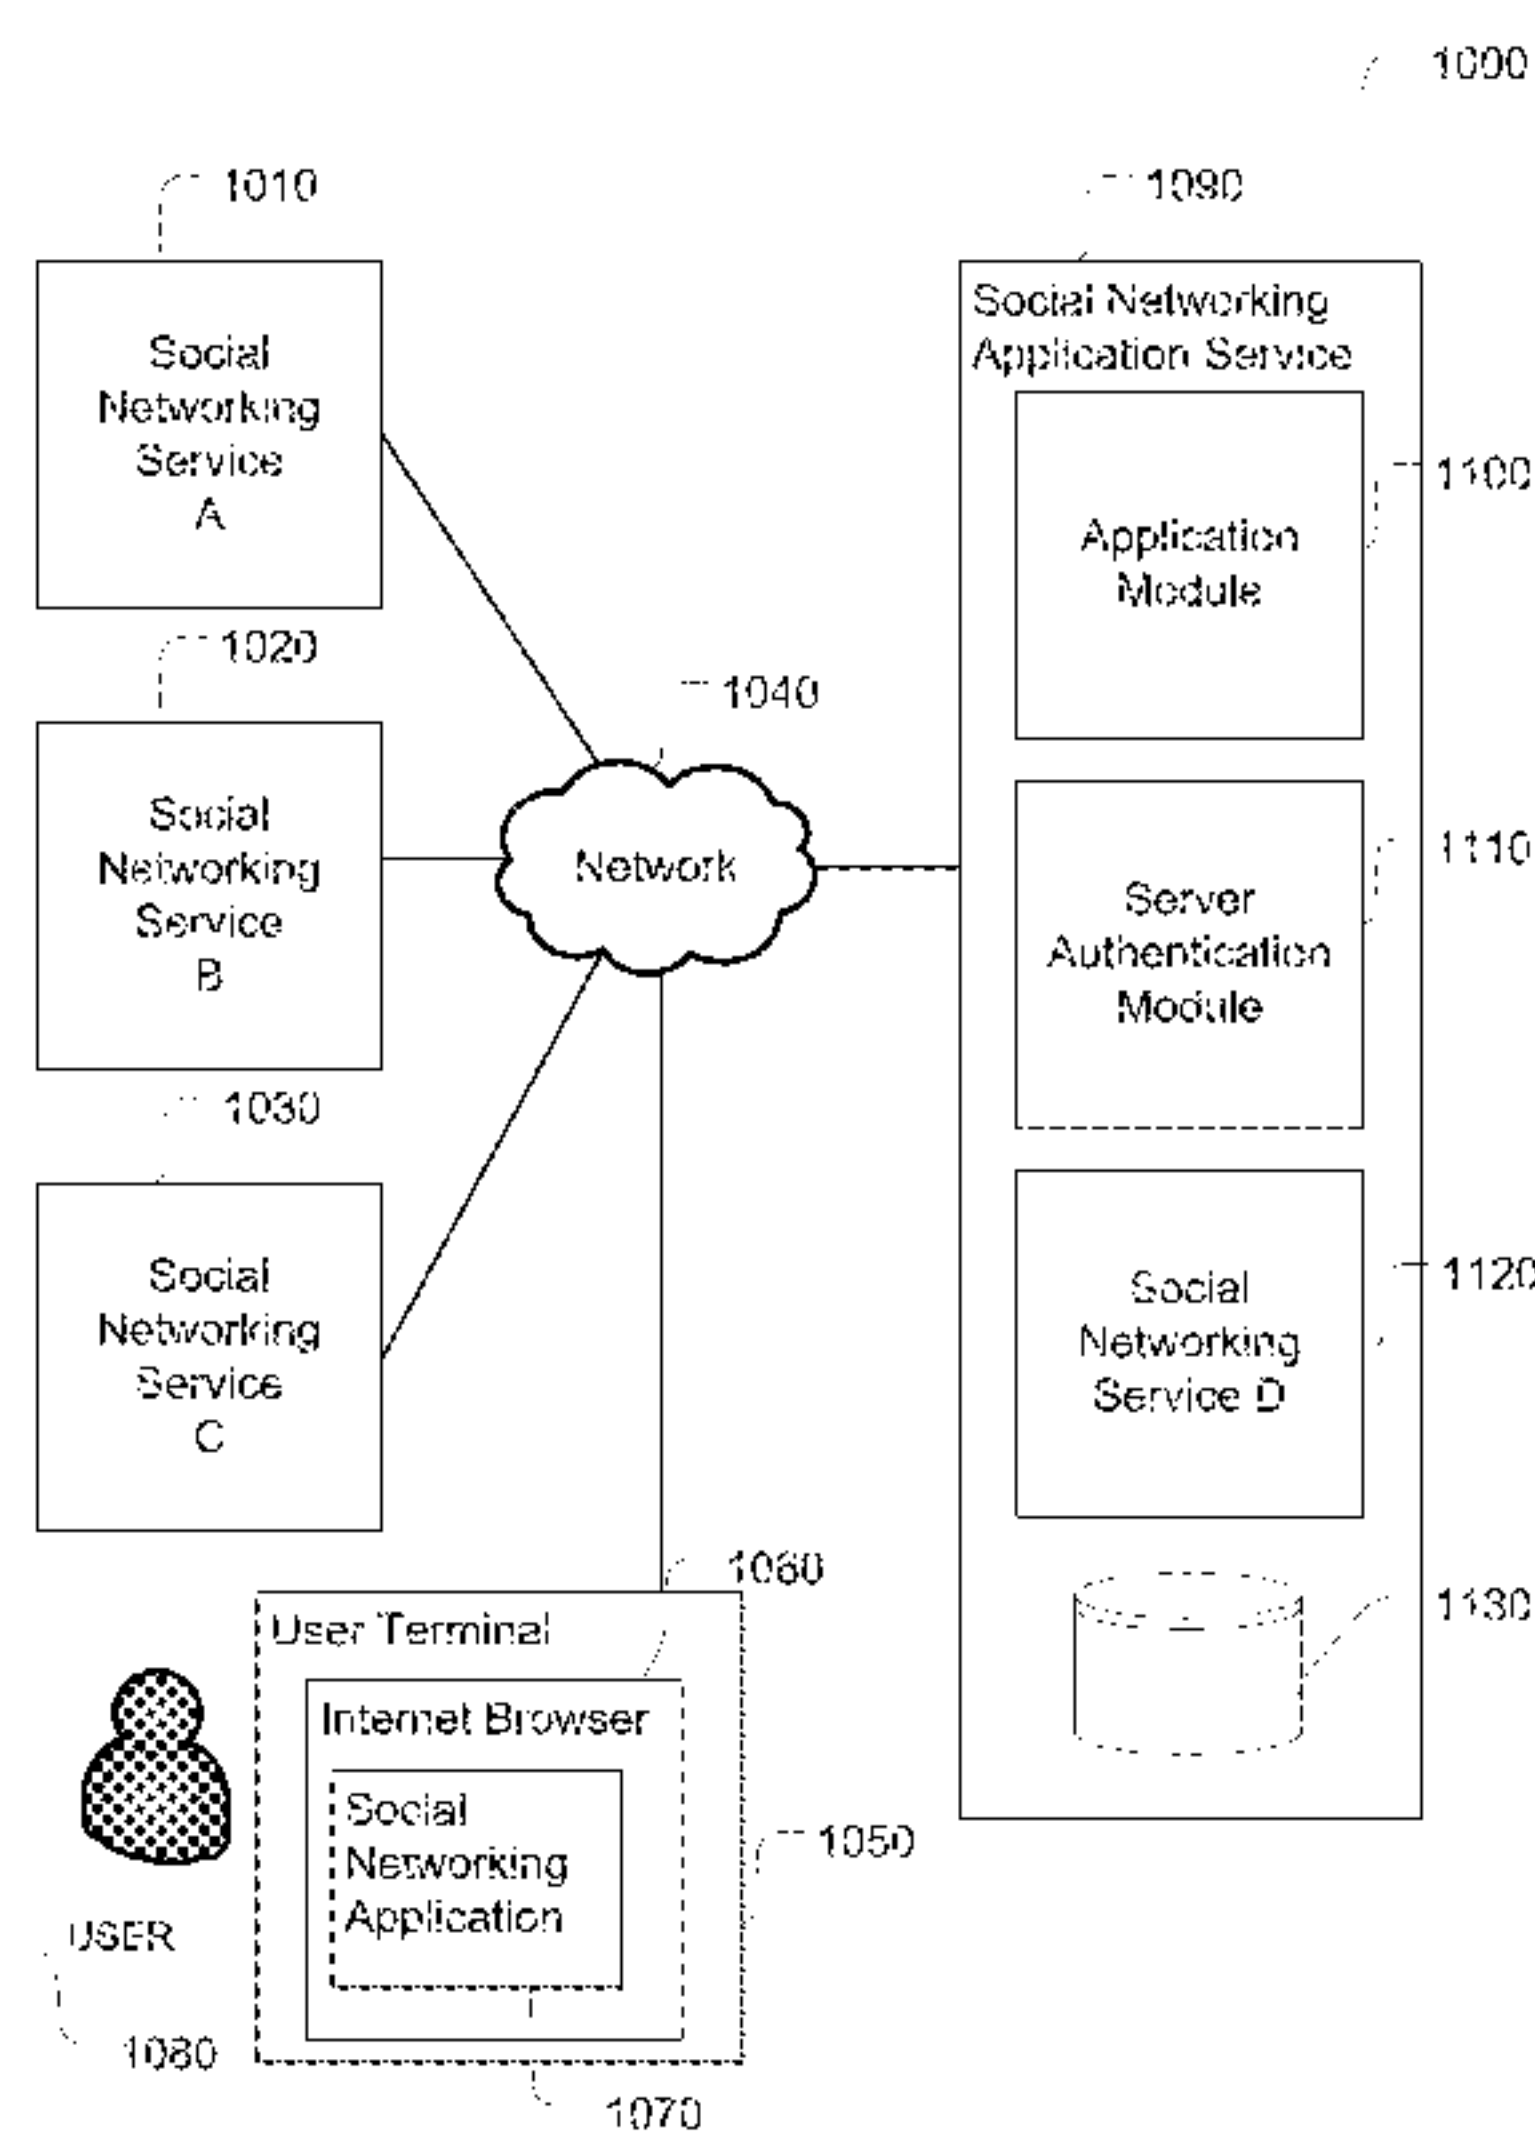 1000
1010
1090
Social
Networking
Service
A
Social Networking
Application Service
1100
Application
Module
1020
1040
Social
Networking
Service
B
Network
1110
Server
Authentication
Module
1030
Social
Networking
Service
C
1120
Social
Networking
Service D
1060
1130
User Terminal
Internet Browser
Social
Networking
Application
1050
USER
1080
1070